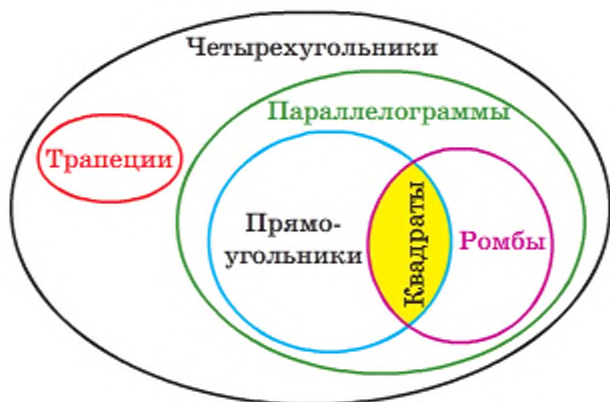 Четырехугольники
Параллелограммы
Трапеции
Прямо-
угольники
Квадраты
Ромбы